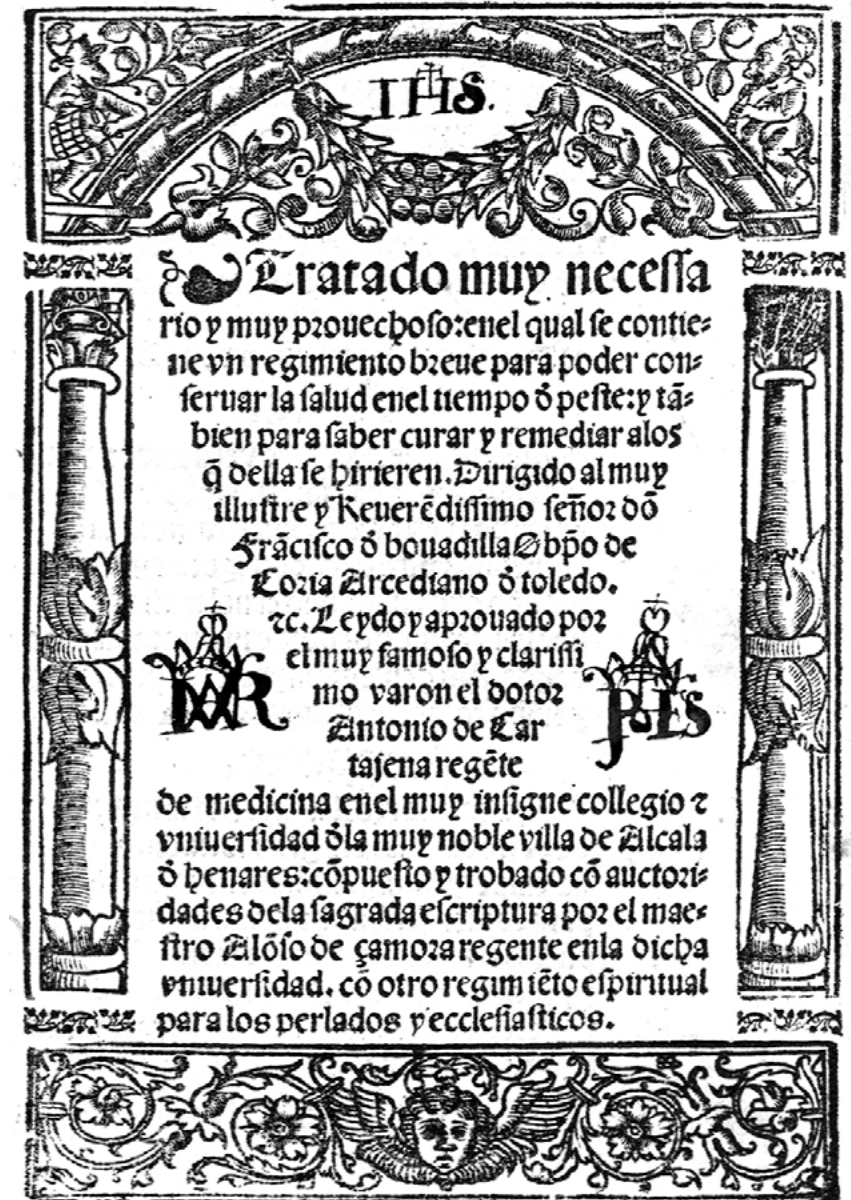 IHS.
Tratado muy necessa
rio y muy prouechoso: enel qual se contie-
ne vn regimiento breue para poder con-
seruar la salud enel tiempo đ peste: y tã-
bien para saber curar y remediar alos
q̃ della se hirieren. Dirigido al muy
illustre y Reuerẽdissimo señor dõ
Frãcisco đ bouadilla Obp̃o de
Coria Arcediano đ toledo.
⁊c. Leydo y aprouado por
el muy famoso y clarissi
mo varon el dotor
Antonio de Car
tajena regẽte
de medicina enel muy insigne collegio ⁊
vniuersidad đla muy noble villa de Alcala
đ henares: cõpuesto y trobado cõ auctori-
dades dela sagrada escriptura por el mae-
stro Alõso de çamora regente enla dicha
vniuersidad. cõ otro regimiẽto espiritual
para los perlados y ecclesiasticos.